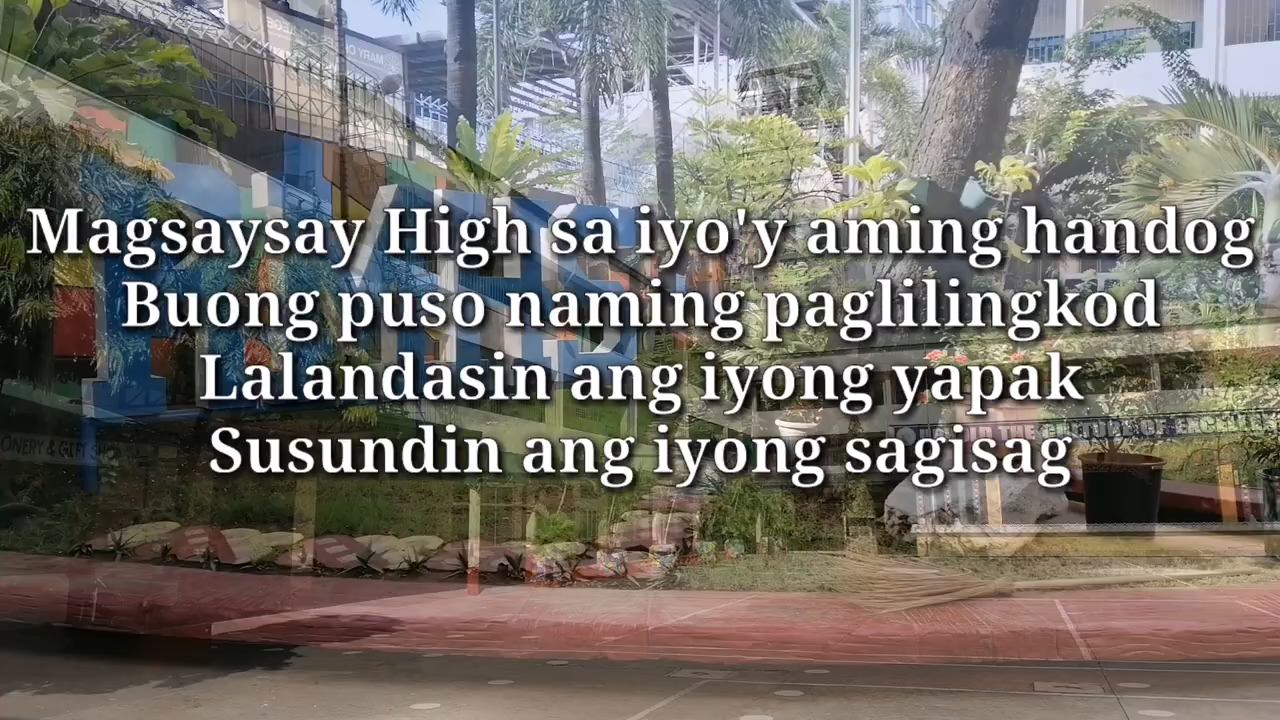 Magsaysay High sa iyo'y aming handog
Buong puso naming paglilingkod
Lalandasin ang iyong yapak
Susundin ang iyong sagisag